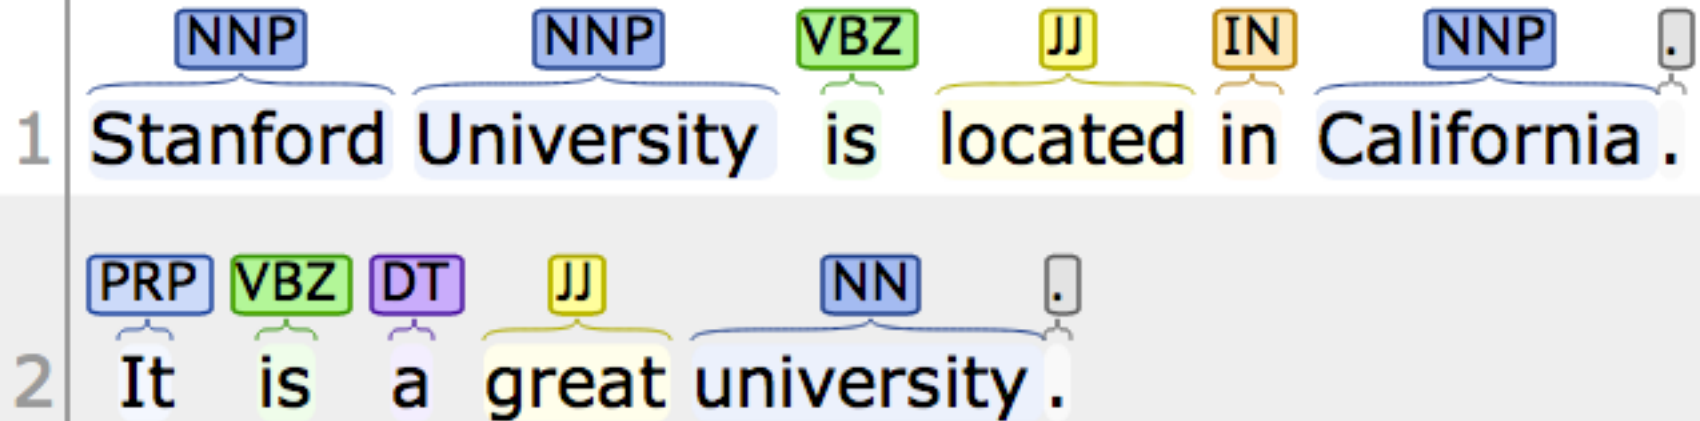 NNP NNP VBZ JJ IN NNP .
1 Stanford University is located in California .
PRP VBZ DT JJ NN .
2 It is a great university .